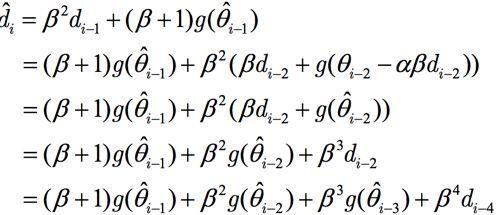 d̂ᵢ = β²dᵢ₋₁ + (β + 1)g(θ̂ᵢ₋₁)
= (β + 1)g(θ̂ᵢ₋₁) + β²(βdᵢ₋₂ + g(θᵢ₋₂ − αβdᵢ₋₂))
= (β + 1)g(θ̂ᵢ₋₁) + β²(βdᵢ₋₂ + g(θ̂ᵢ₋₂))
= (β + 1)g(θ̂ᵢ₋₁) + β²g(θ̂ᵢ₋₂) + β³dᵢ₋₂
= (β + 1)g(θ̂ᵢ₋₁) + β²g(θ̂ᵢ₋₂) + β³g(θ̂ᵢ₋₃) + β⁴dᵢ₋₄